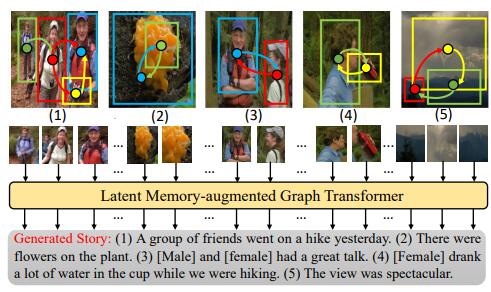 (1) (2) (3) (4) (5)
... ... ... ...
... ...
Latent Memory-augmented Graph Transformer
... ...
Generated Story: (1) A group of friends went on a hike yesterday. (2) There were
flowers on the plant. (3) [Male] and [female] had a great talk. (4) [Female] drank
a lot of water in the cup while we were hiking. (5) The view was spectacular.